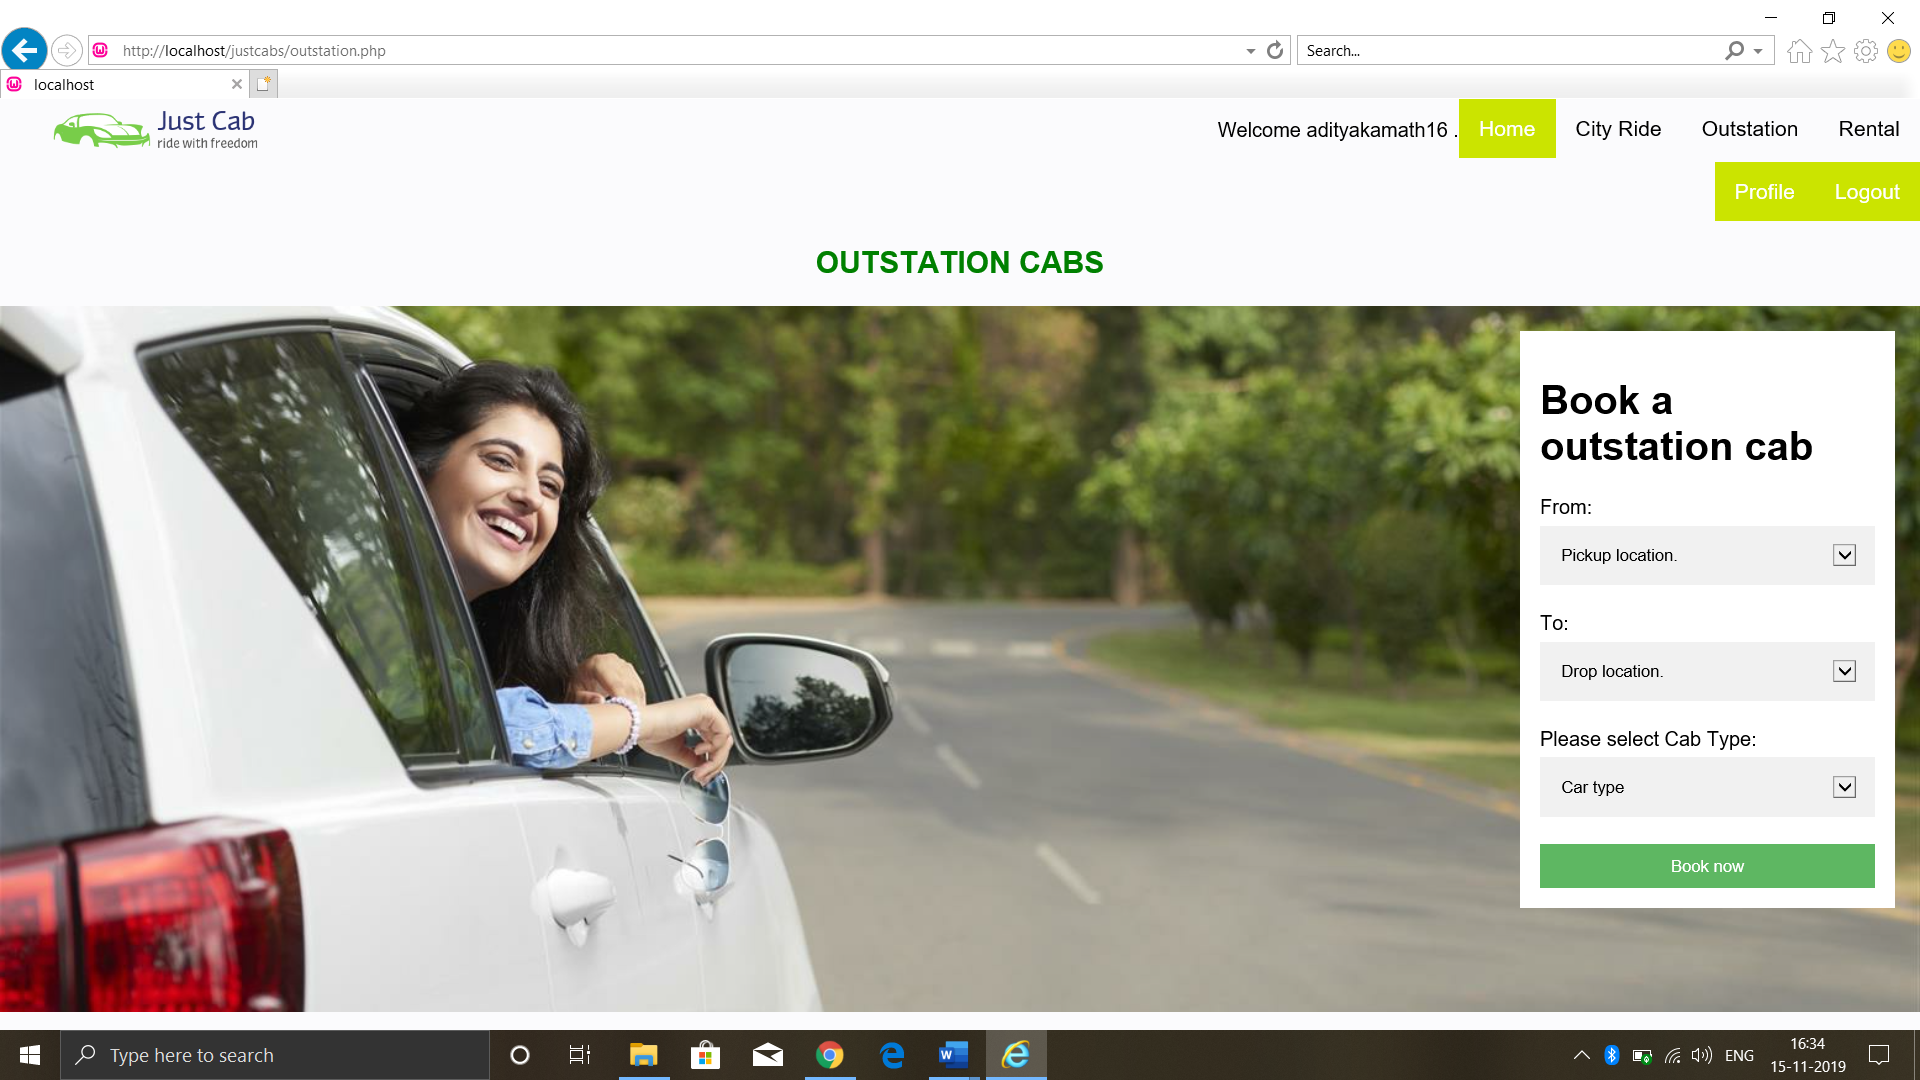 http://localhost/justcabs/outstation.php
Search...
localhost
Just Cab
ride with freedom
Welcome adityakamath16 .
Home
City Ride
Outstation
Rental
Profile
Logout
OUTSTATION CABS
Book a
outstation cab
From:
Pickup location.
To:
Drop location.
Please select Cab Type:
Car type
Book now
Type here to search
W
ENG
16:34
15-11-2019